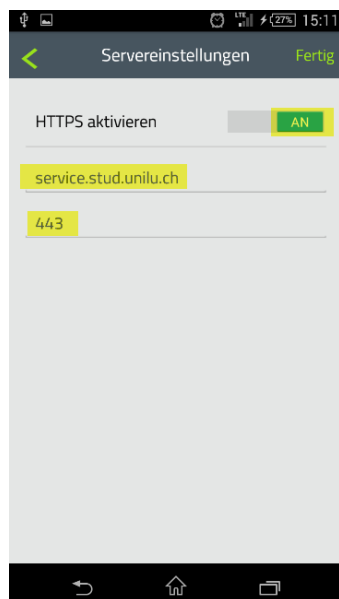 LTE 27% 15:11
Servereinstellungen Fertig
HTTPS aktivieren AN
service.stud.unilu.ch
443